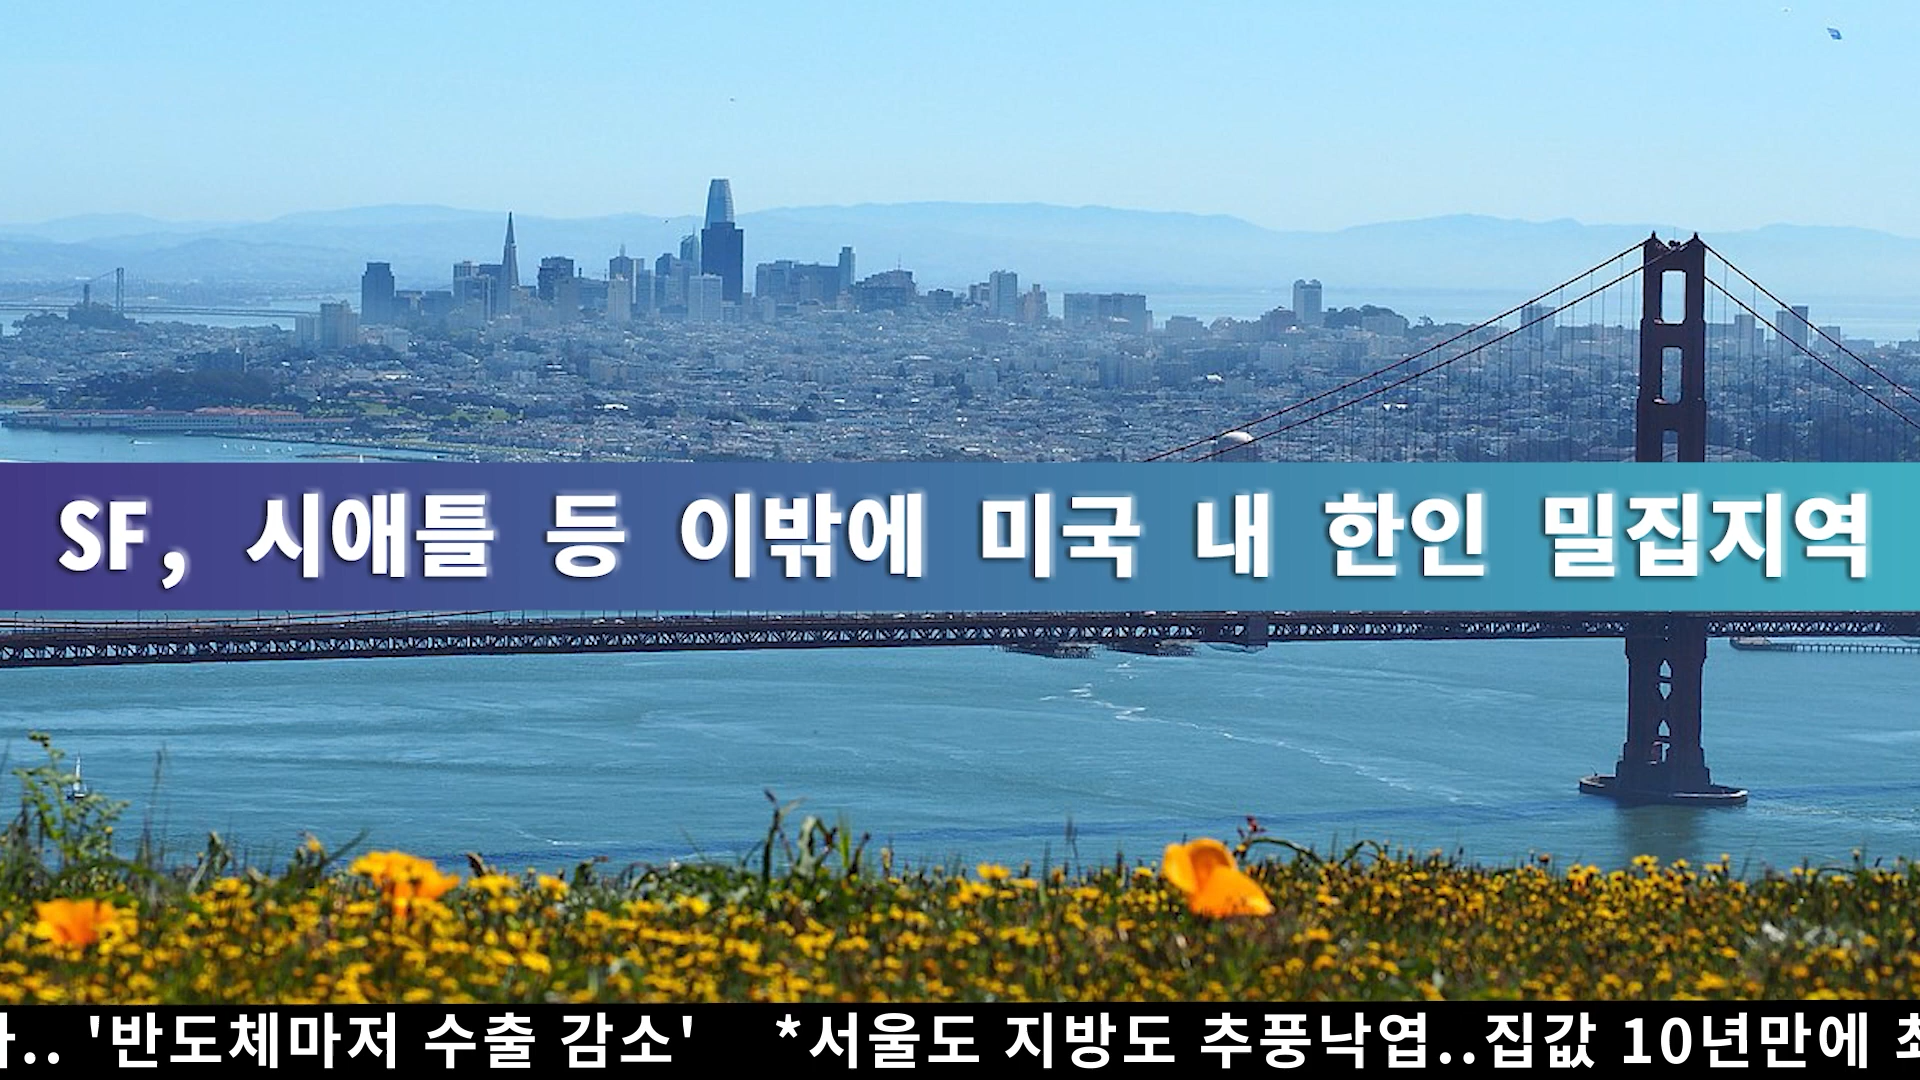 SF, 시애틀 등 이밖에 미국 내 한인 밀집지역
.. '반도체마저 수출 감소' *서울도 지방도 추풍낙엽..집값 10년만에